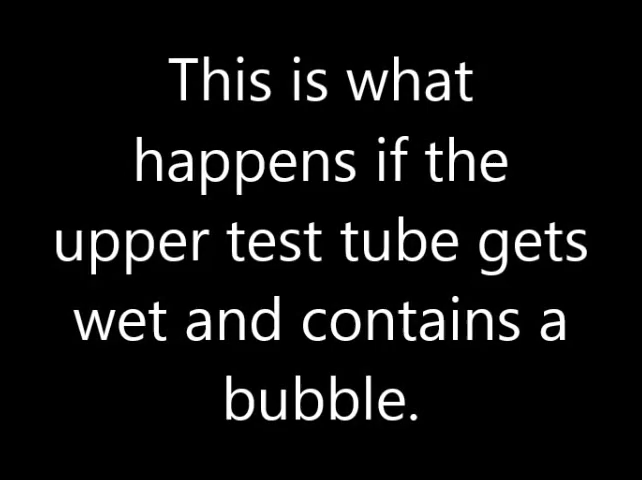 This is what
happens if the
upper test tube gets
wet and contains a
bubble.